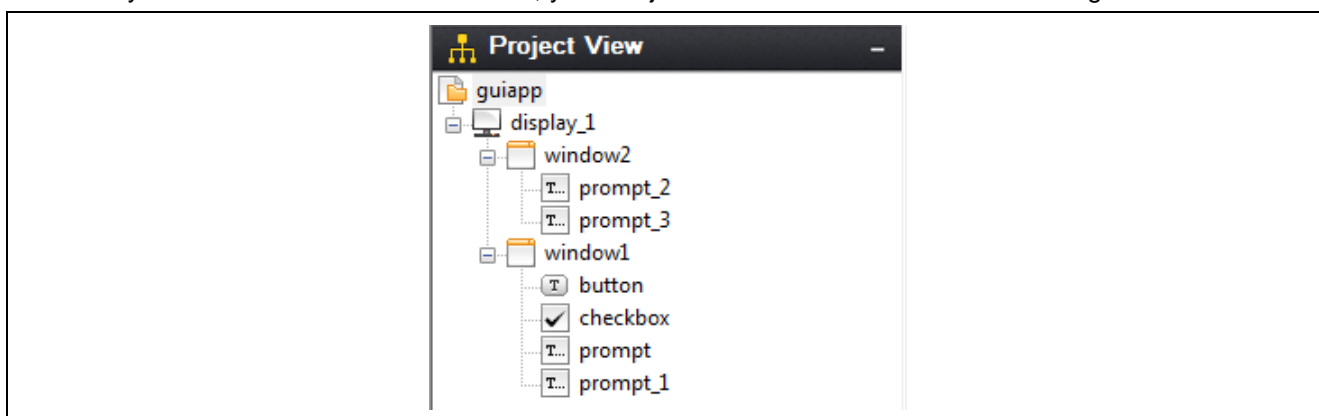 Project View
guiapp
display_1
window2
T... prompt_2
T... prompt_3
window1
T button
checkbox
T... prompt
T... prompt_1